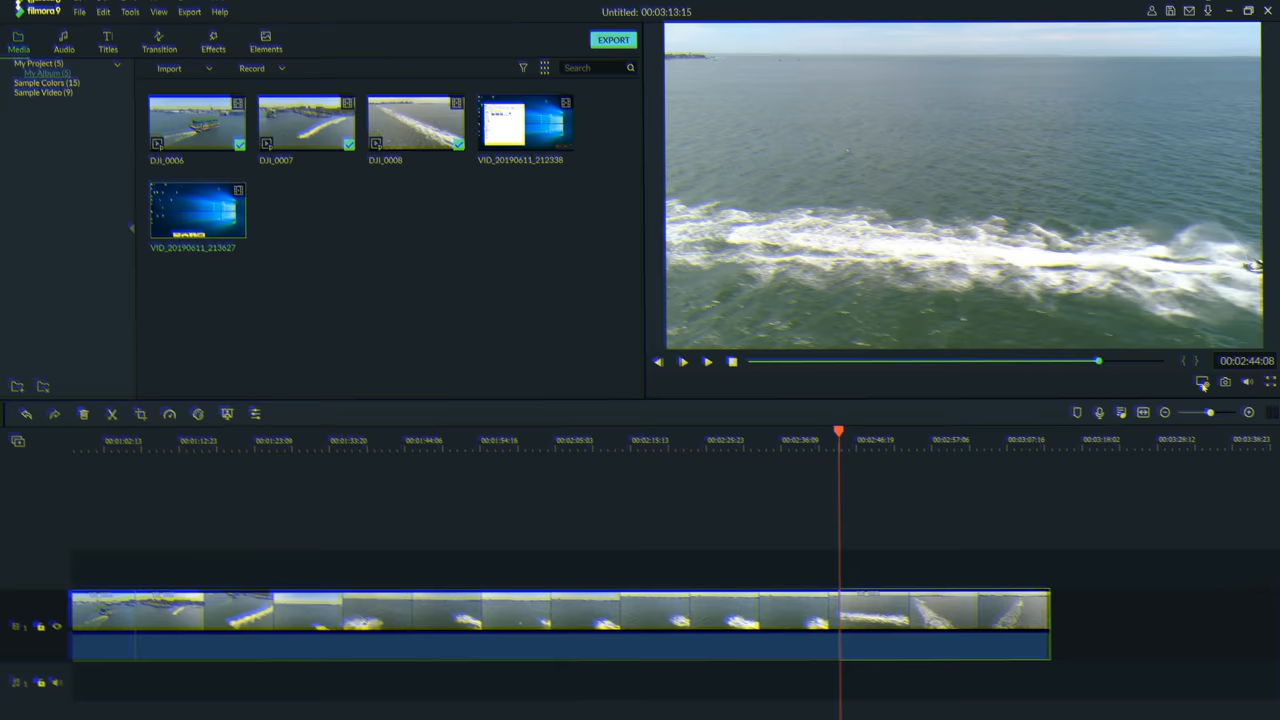 filmora9
File Edit Tools View Export Help
Untitled: 00:03:13:15
Media Audio Titles Transition Effects Elements
EXPORT
My Project (5)
My Album (5)
Sample Colors (15)
Sample Video (9)
Import Record Search
DJI_0006 DJI_0007 DJI_0008 VID_20190611_212338
VID_20190611_213627
00:02:44:08
00:01:02:13 00:01:12:23 00:01:23:09 00:01:33:20 00:01:44:06 00:01:54:16 00:02:05:03 00:02:15:13 00:02:25:23 00:02:36:09 00:02:46:19 00:02:57:06 00:03:07:16 00:03:18:02 00:03:28:12 00:03:38:23
1
1